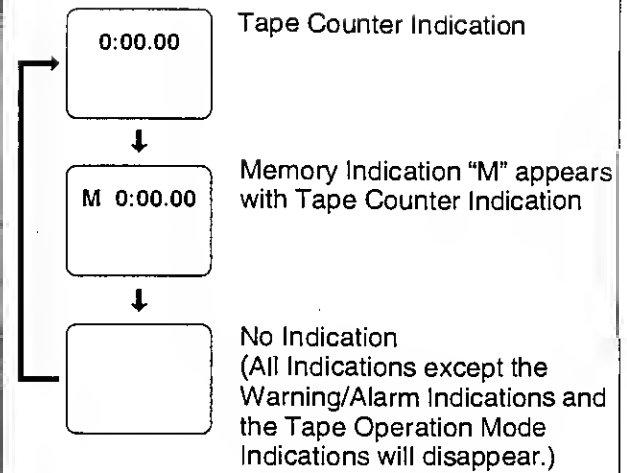 0:00.00
Tape Counter Indication
M 0:00.00
Memory Indication “M” appears
with Tape Counter Indication
No Indication
(All Indications except the
Warning/Alarm Indications and
the Tape Operation Mode
Indications will disappear.)